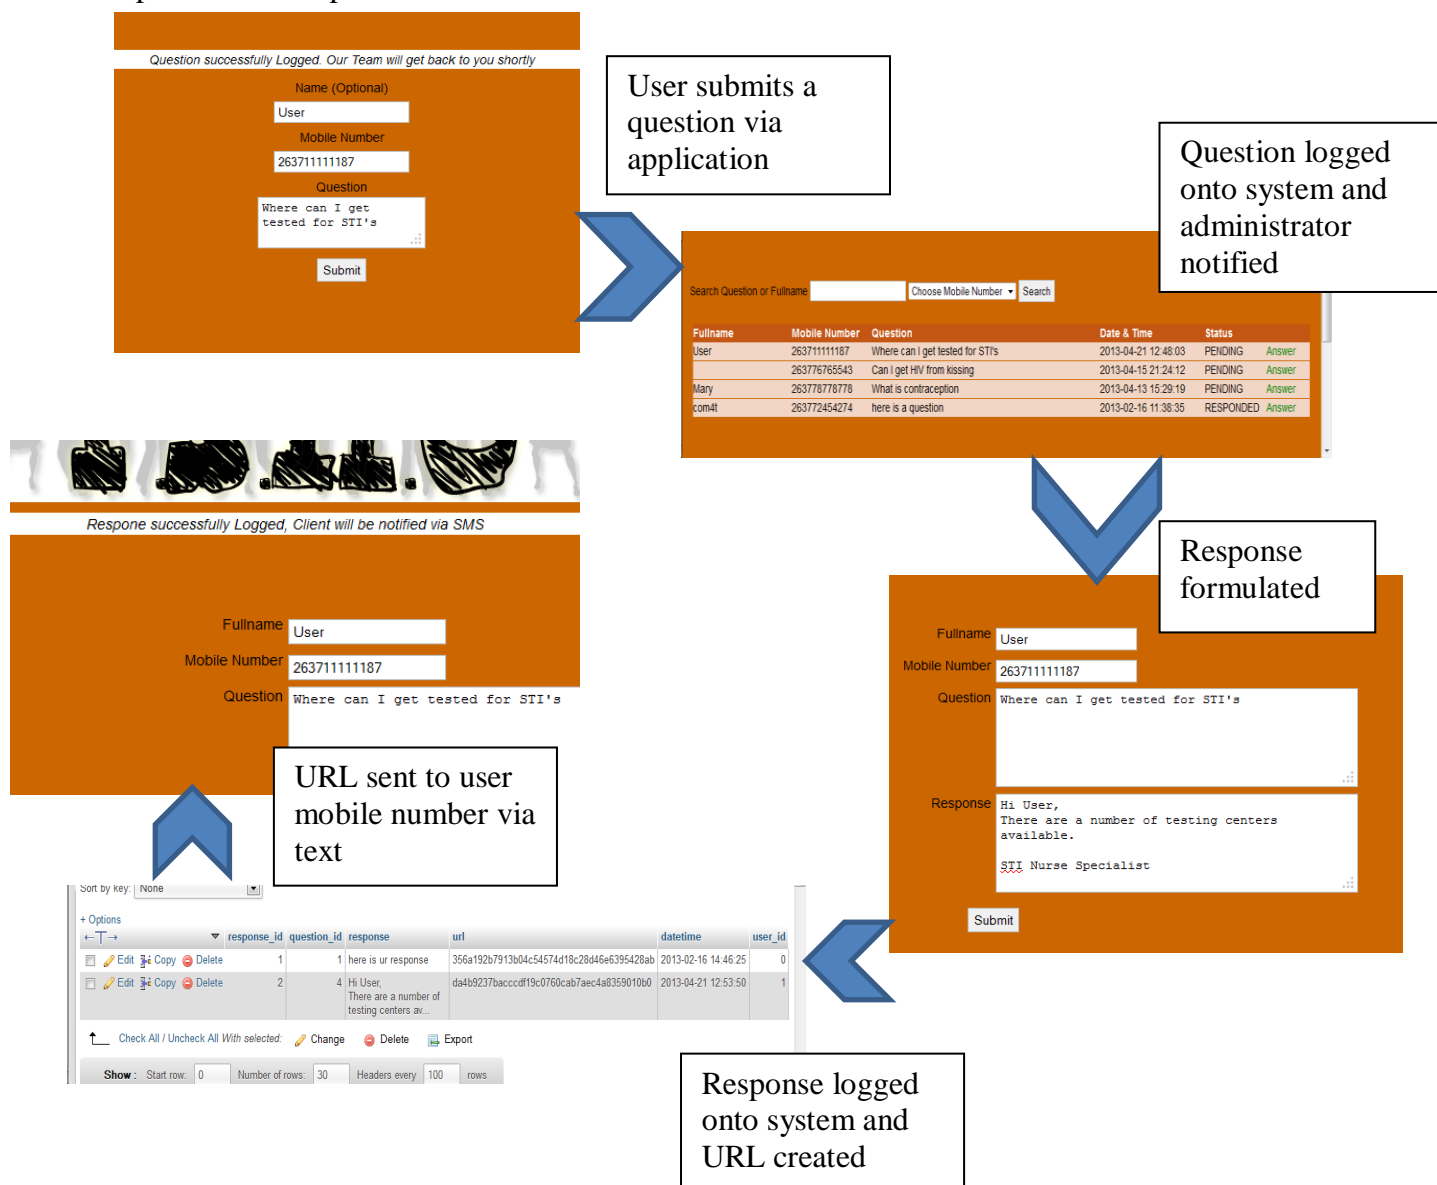 Question successfully Logged. Our Team will get back to you shortly
Name (Optional)
User
Mobile Number
263711111187
Question
Where can I get
tested for STI's
Submit
User submits a
question via
application
Question logged
onto system and
administrator
notified
Search Question or Fullname Choose Mobile Number Search
Fullname Mobile Number Question Date & Time Status
User 263711111187 Where can I get tested for STI's 2013-04-21 12:48:03 PENDING Answer
263776765543 Can I get HIV from kissing 2013-04-15 21:24:12 PENDING Answer
Mary 263778778778 What is contraception 2013-04-13 15:29:19 PENDING Answer
com4t 263772454274 here is a question 2013-02-16 11:38:35 RESPONDED Answer
Response
formulated
Fullname User
Mobile Number 263711111187
Question Where can I get tested for STI's
Response Hi User,
There are a number of testing centers
available.
STI Nurse Specialist
Submit
Response logged
onto system and
URL created
Sort by key: None
+ Options
←T→ response_id question_id response url datetime user_id
Edit Copy Delete 1 1 here is ur response 356a192b7913b04c54574d18c28d46e6395428ab 2013-02-16 14:46:25 0
Edit Copy Delete 2 4 Hi User, da4b9237bacccdf19c0760cab7aec4a8359010b0 2013-04-21 12:53:50 1
There are a number of
testing centers av...
Check All / Uncheck All With selected: Change Delete Export
Show : Start row: 0 Number of rows: 30 Headers every 100 rows
URL sent to user
mobile number via
text
Respone successfully Logged, Client will be notified via SMS
Fullname User
Mobile Number 263711111187
Question Where can I get tested for STI's